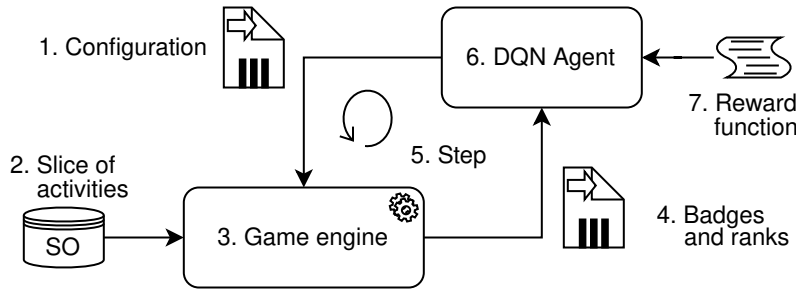 1. Configuration
6. DQN Agent
7. Reward
function
5. Step
2. Slice of
activities
SO
3. Game engine
4. Badges
and ranks